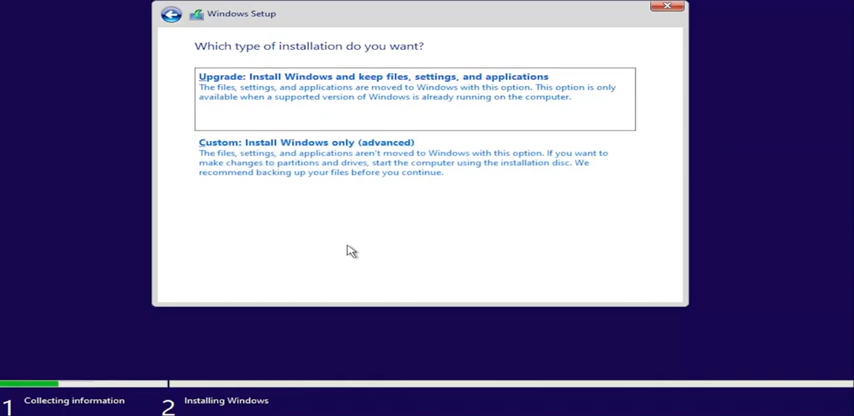 Windows Setup
Which type of installation do you want?
Upgrade: Install Windows and keep files, settings, and applications
The files, settings, and applications are moved to Windows with this option. This option is only
available when a supported version of Windows is already running on the computer.
Custom: Install Windows only (advanced)
The files, settings, and applications aren't moved to Windows with this option. If you want to
make changes to partitions and drives, start the computer using the installation disc. We
recommend backing up your files before you continue.
1 Collecting information
2 Installing Windows